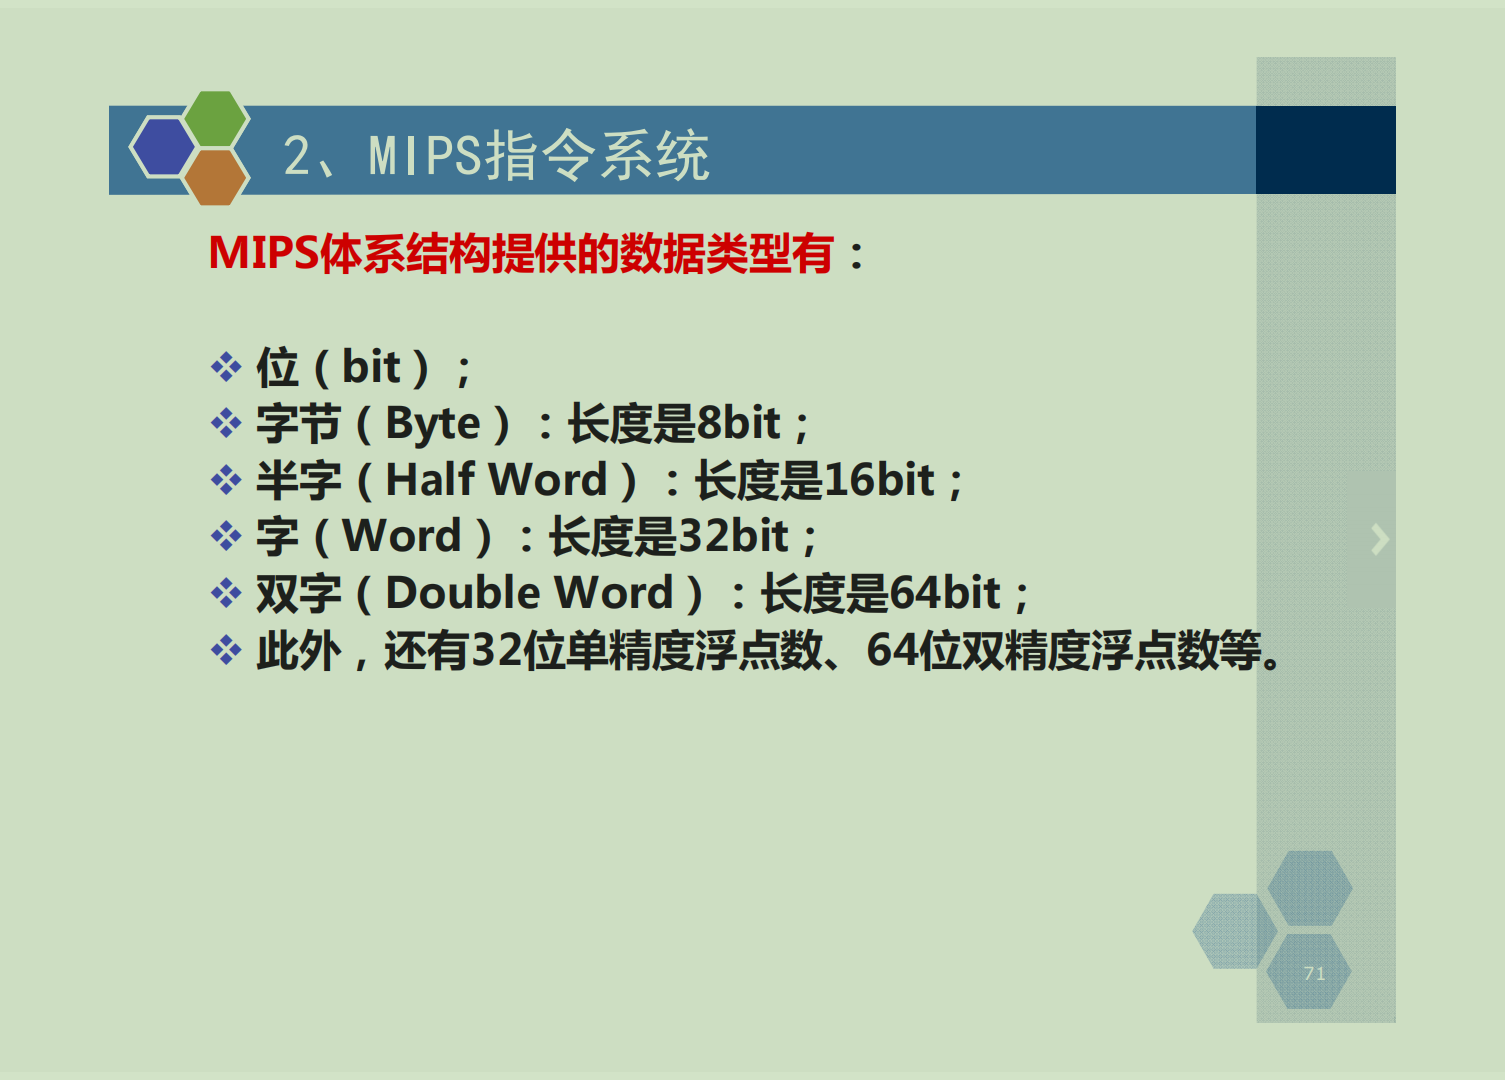 2、MIPS指令系统
MIPS体系结构提供的数据类型有：
位（bit）；
字节（Byte）：长度是8bit；
半字（Half Word）：长度是16bit；
字（Word）：长度是32bit；
双字（Double Word）：长度是64bit；
此外，还有32位单精度浮点数、64位双精度浮点数等。
71